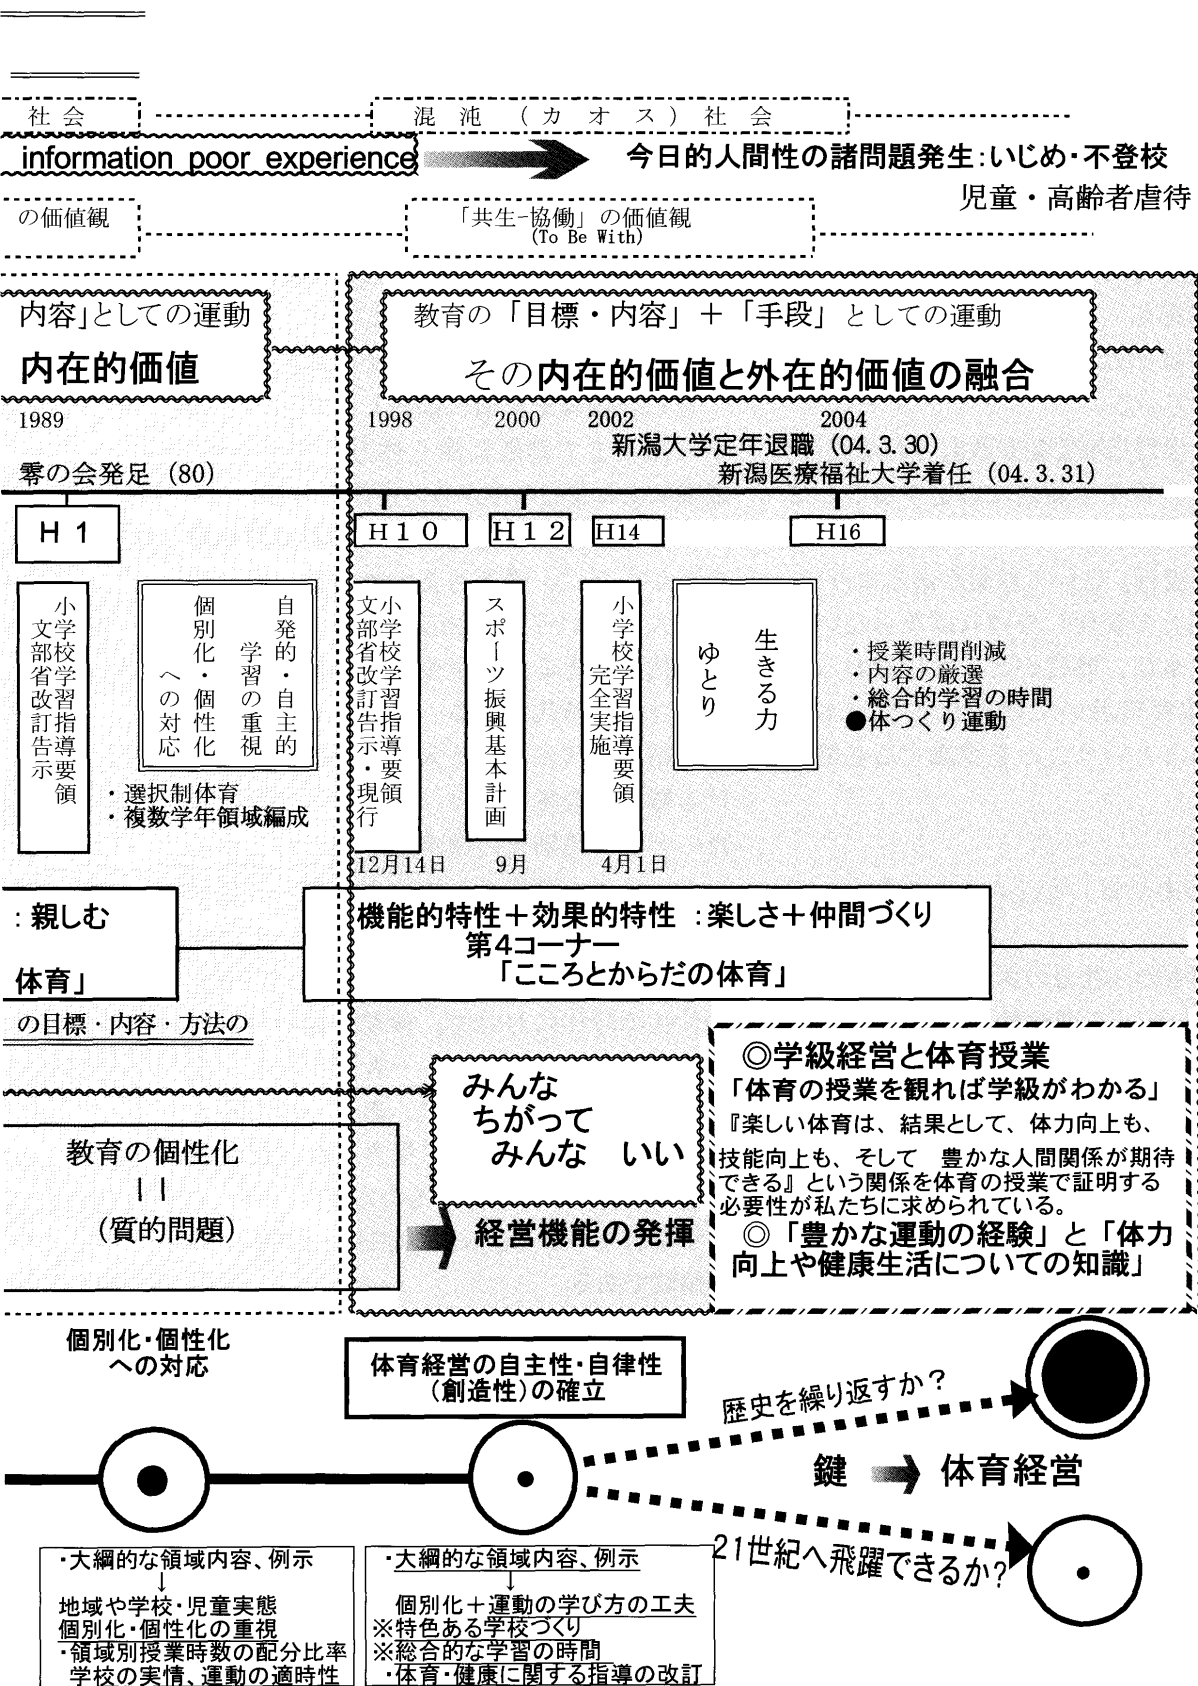 社会
混沌(カオス)社会
information poor experience
今日的人間性の諸問題発生:いじめ・不登校
児童・高齢者虐待
の価値観
「共生-協働」の価値観
(To Be With)
内容」としての運動
内在的価値
教育の「目標・内容」＋「手段」としての運動
その内在的価値と外在的価値の融合
1989
1998
2000
2002
2004
新潟大学定年退職 (04.3.30)
零の会発足 (80)
新潟医療福祉大学着任 (04.3.31)
H1
H10
H12
H14
H16
小学校学習指導要領
文部省改訂告示
自発的・自主的
学習の重視
個別化・個性化
への対応
・選択制体育
・複数学年領域編成
小学校学習指導要領
文部省改訂告示・現行
12月14日
スポーツ振興基本計画
9月
小学校学習指導要領
完全実施
4月1日
生きる力
ゆとり
・授業時間削減
・内容の厳選
・総合的学習の時間
●体つくり運動
:親しむ
体育」
機能的特性＋効果的特性:楽しさ＋仲間づくり
第4コーナー
「こころとからだの体育」
の目標・内容・方法の
みんな
ちがって
みんな いい
教育の個性化
||
(質的問題)
経営機能の発揮
◎学級経営と体育授業
「体育の授業を観れば学級がわかる」
『楽しい体育は、結果として、体力向上も、
技能向上も、そして 豊かな人間関係が期待
できる』という関係を体育の授業で証明する
必要性が私たちに求められている。
◎「豊かな運動の経験」と「体力
向上や健康生活についての知識」
個別化・個性化
への対応
体育経営の自主性・自律性
(創造性)の確立
歴史を繰り返すか?
鍵
体育経営
21世紀へ飛躍できるか?
・大綱的な領域内容、例示
↓
地域や学校・児童実態
個別化・個性化の重視
・領域別授業時数の配分比率
学校の実情、運動の適時性
・大綱的な領域内容、例示
↓
個別化＋運動の学び方の工夫
※特色ある学校づくり
※総合的な学習の時間
・体育・健康に関する指導の改訂